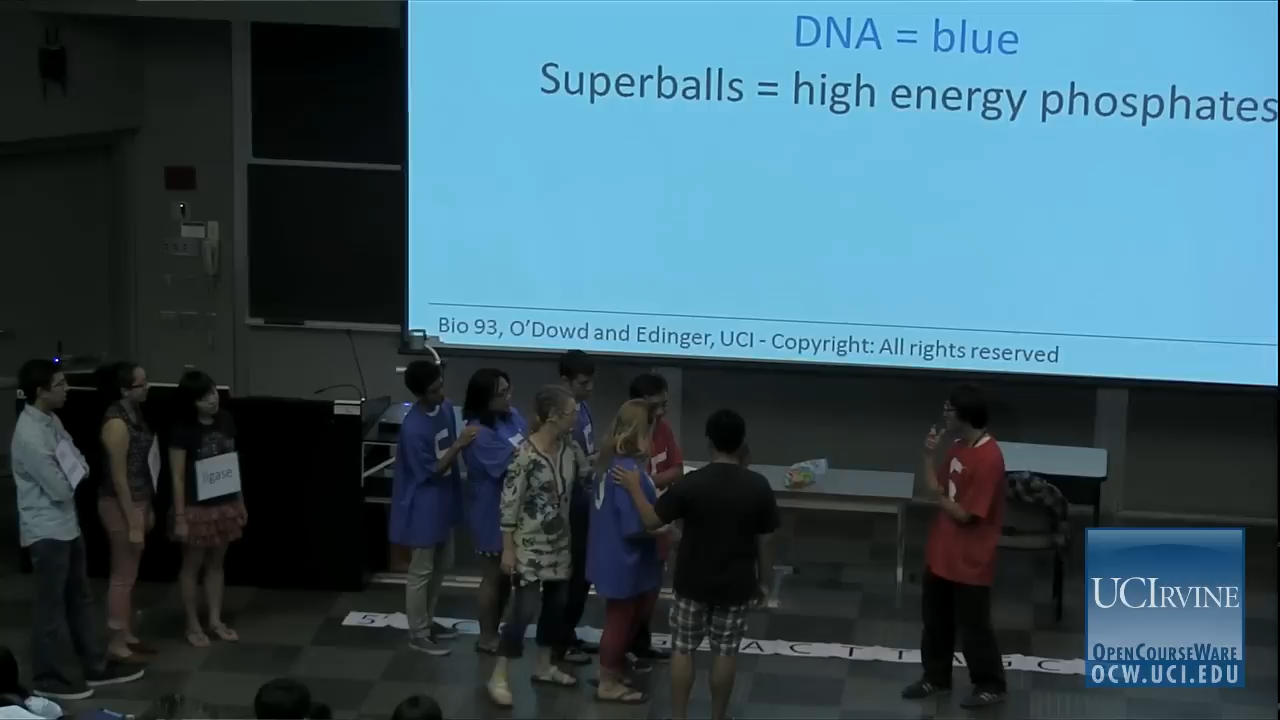 DNA = blue
Superballs = high energy phosphates
Bio 93, O'Dowd and Edinger, UCI - Copyright: All rights reserved
ligase
C
5'
A C T T
G C
UCIRVINE
OPENCOURSEWARE
OCW.UCI.EDU